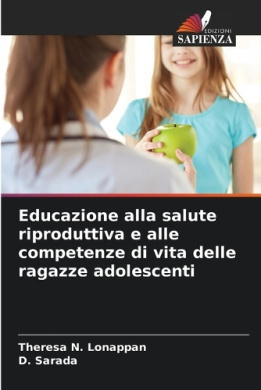 EDIZIONI
SAPIENZA
Educazione alla salute
riproduttiva e alle
competenze di vita delle
ragazze adolescenti
Theresa N. Lonappan
D. Sarada